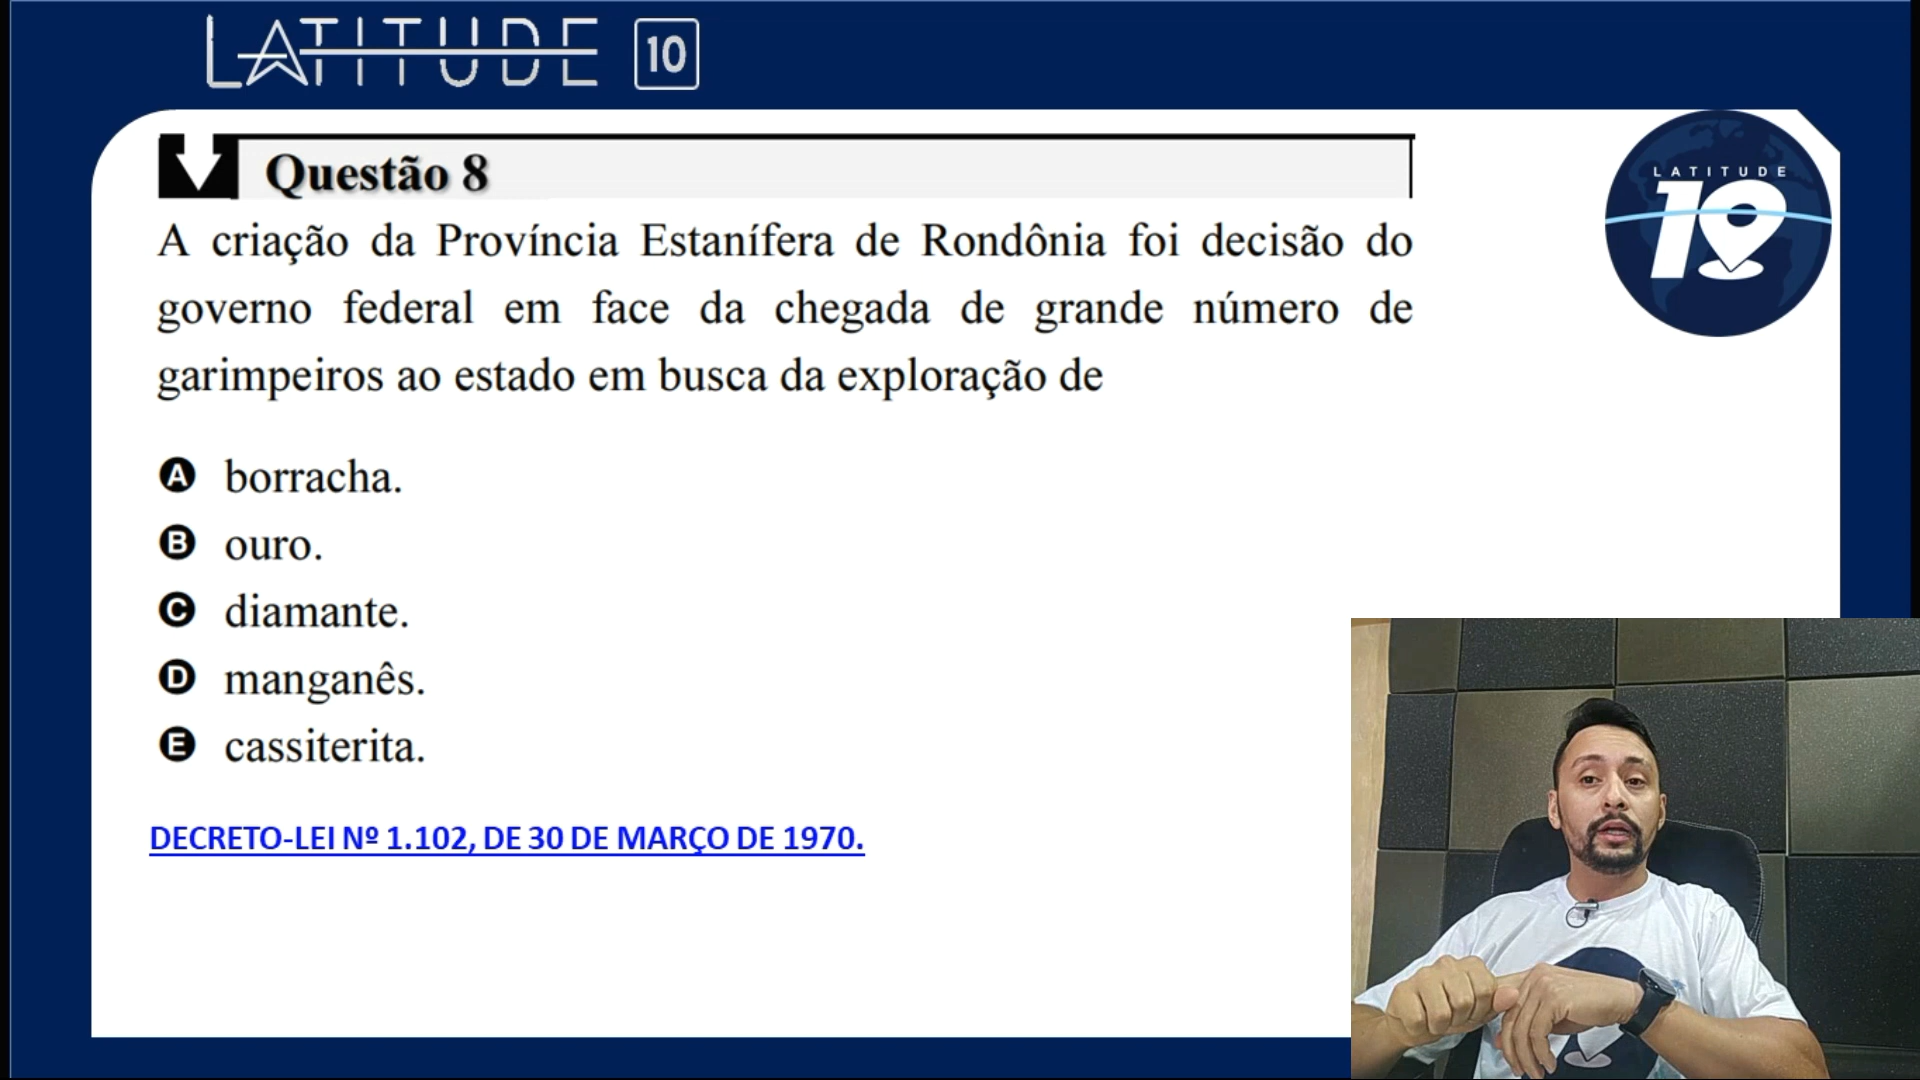 LATITUDE 10
LATITUDE
10
Questão 8
A criação da Província Estanífera de Rondônia foi decisão do
governo federal em face da chegada de grande número de
garimpeiros ao estado em busca da exploração de
A borracha.
B ouro.
C diamante.
D manganês.
E cassiterita.
DECRETO-LEI Nº 1.102, DE 30 DE MARÇO DE 1970.